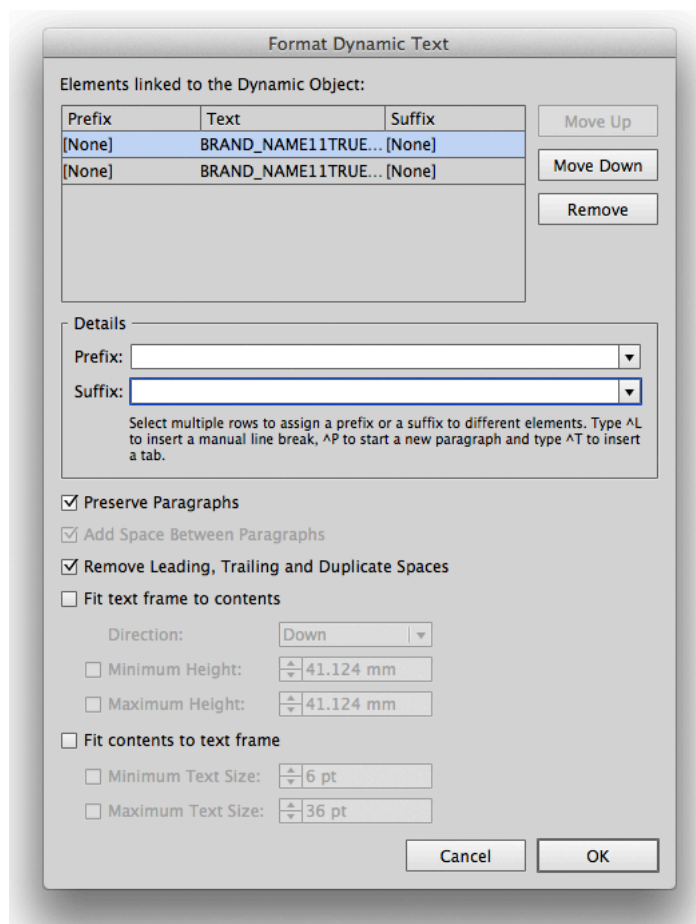 Format Dynamic Text
Elements linked to the Dynamic Object:
Prefix Text Suffix
[None] BRAND_NAME11TRUE... [None]
[None] BRAND_NAME11TRUE... [None]
Move Up
Move Down
Remove
Details
Prefix:
Suffix:
Select multiple rows to assign a prefix or a suffix to different elements. Type ^L
to insert a manual line break, ^P to start a new paragraph and type ^T to insert
a tab.
Preserve Paragraphs
Add Space Between Paragraphs
Remove Leading, Trailing and Duplicate Spaces
Fit text frame to contents
Direction: Down
Minimum Height: 41.124 mm
Maximum Height: 41.124 mm
Fit contents to text frame
Minimum Text Size: 6 pt
Maximum Text Size: 36 pt
Cancel OK